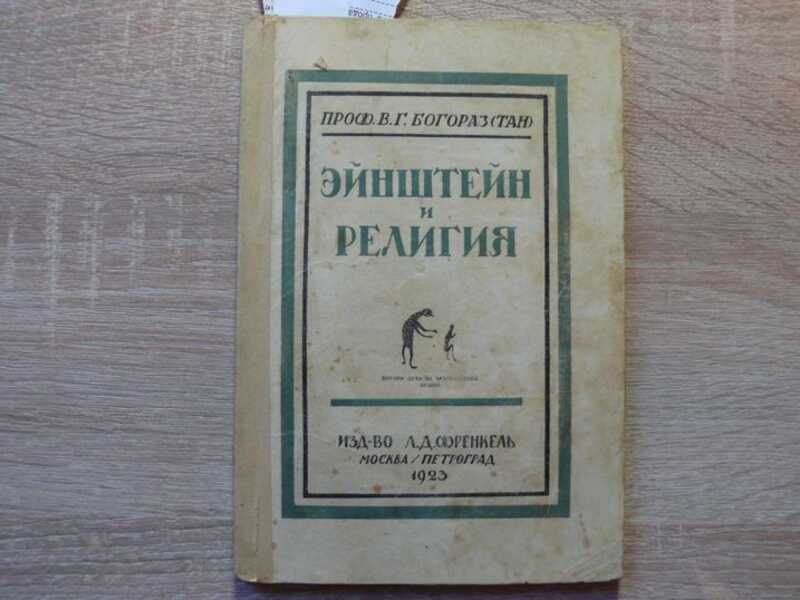 ПРОФ. В. Г. БОГОРАЗ (ТАН)
ЭЙНШТЕЙН
и
РЕЛИГИЯ
ИЗД-ВО Л. Д. ФРЕНКЕЛЬ
МОСКВА / ПЕТРОГРАД
1923